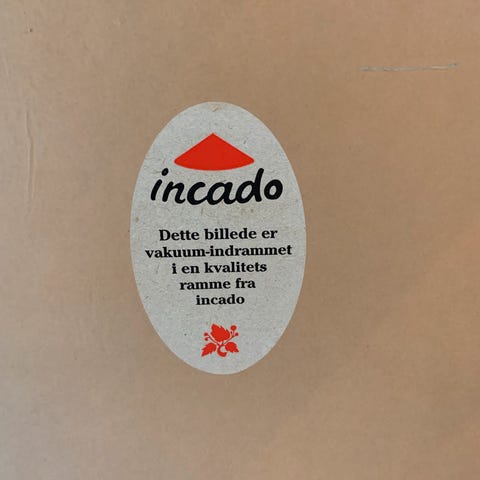 incado
Dette billede er
vakuum-indrammet
i en kvalitets
ramme fra
incado